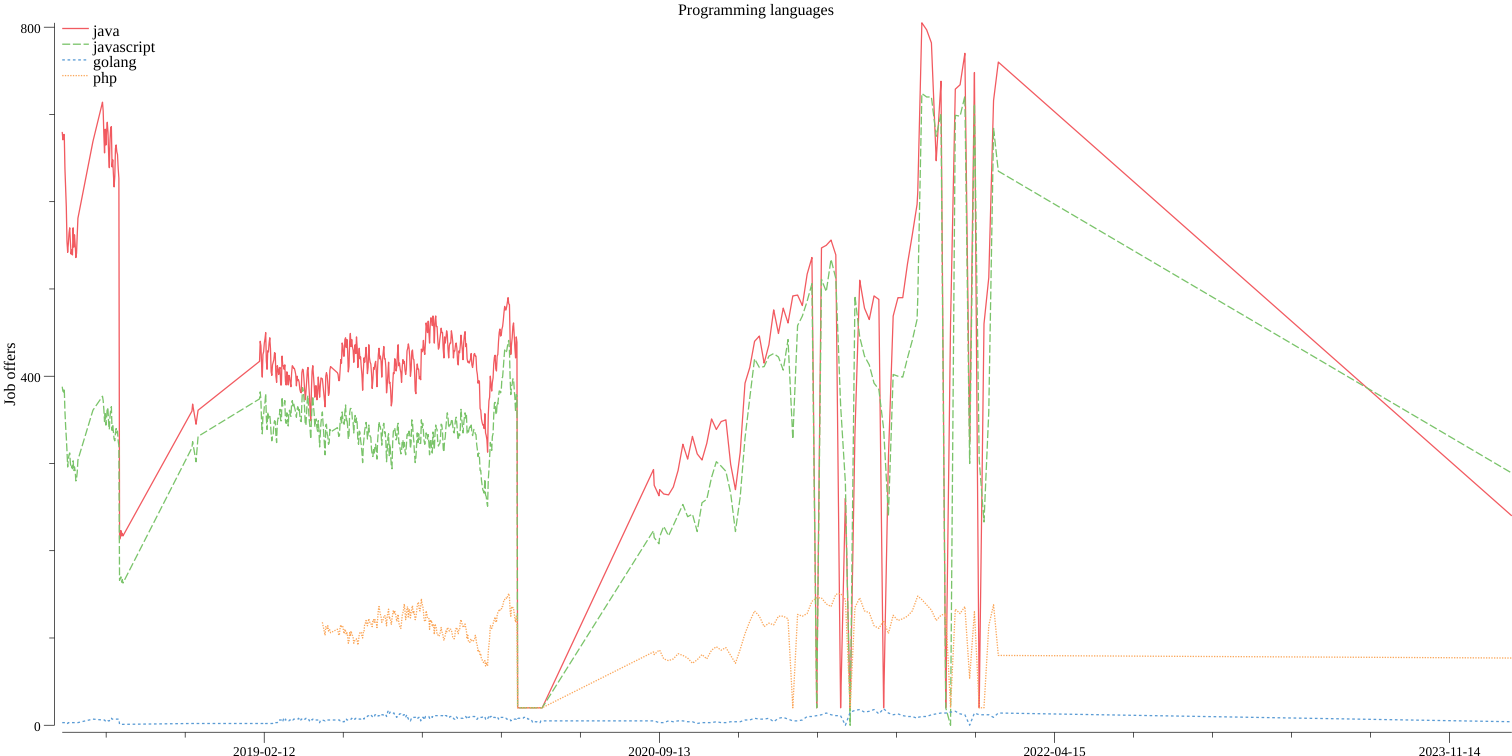 Programming languages
800
java
javascript
golang
php
Job offers
400
0
2019-02-12
2020-09-13
2022-04-15
2023-11-14